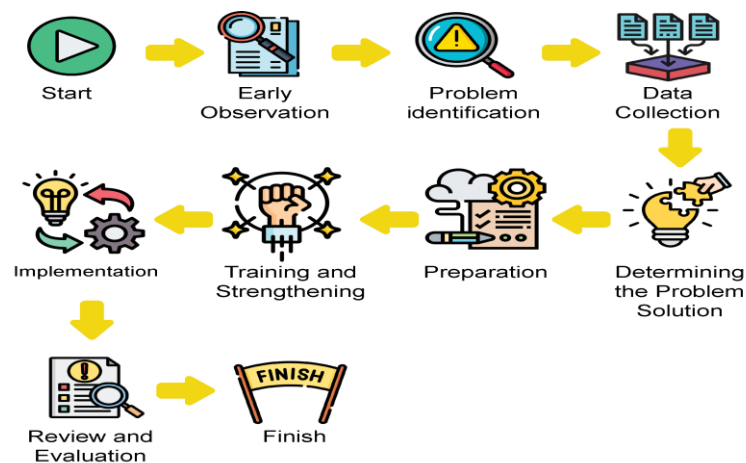 Start
Early
Observation
Problem
identification
Data
Collection
Determining
the Problem
Solution
Preparation
Training and
Strengthening
Implementation
Review and
Evaluation
FINISH
Finish